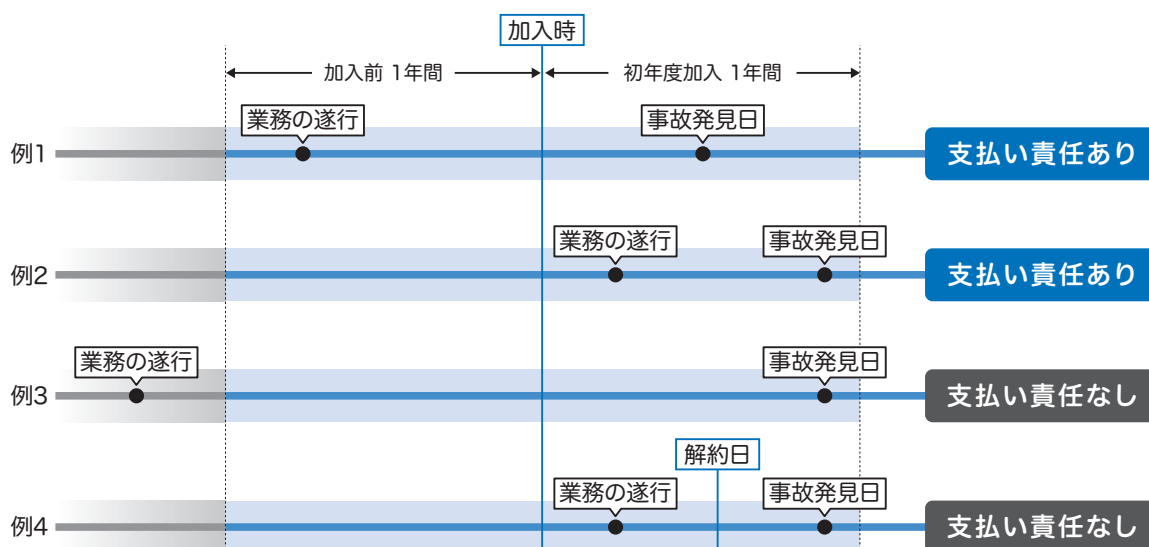 加入時
加入前 1年間
初年度加入 1年間
業務の遂行
事故発見日
例1
支払い責任あり
業務の遂行
事故発見日
例2
支払い責任あり
業務の遂行
事故発見日
例3
支払い責任なし
解約日
業務の遂行
事故発見日
例4
支払い責任なし